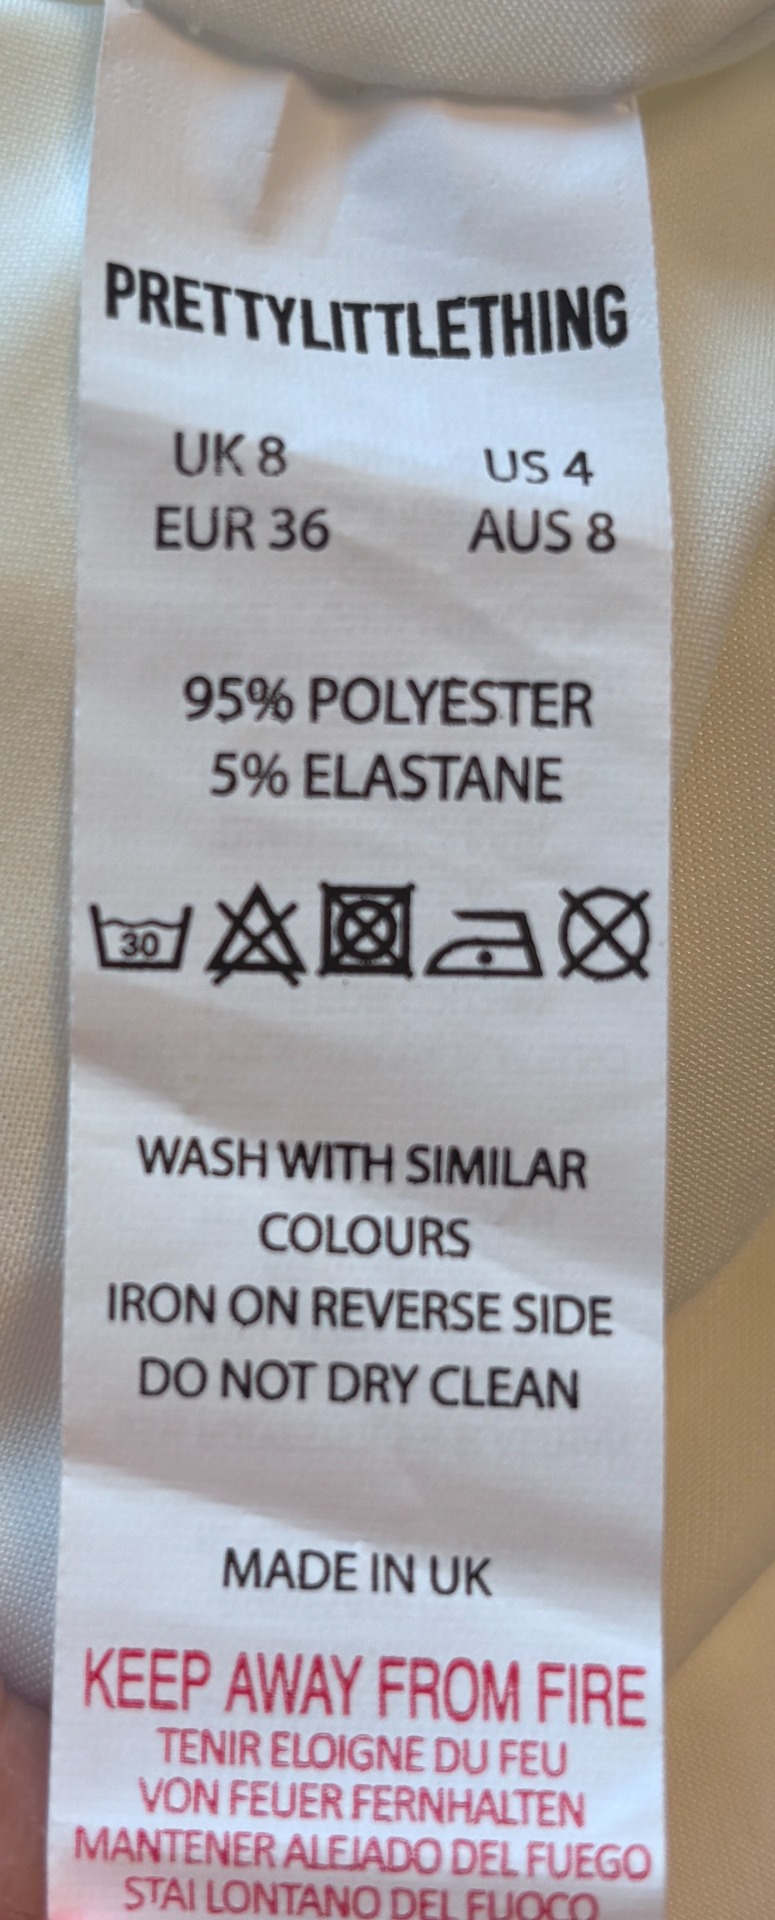 PRETTYLITTLETHING
UK 8 US 4
EUR 36 AUS 8
95% POLYESTER
5% ELASTANE
30
WASH WITH SIMILAR
COLOURS
IRON ON REVERSE SIDE
DO NOT DRY CLEAN
MADE IN UK
KEEP AWAY FROM FIRE
TENIR ELOIGNE DU FEU
VON FEUER FERNHALTEN
MANTENER ALEJADO DEL FUEGO
STAI LONTANO DEL FUOCO